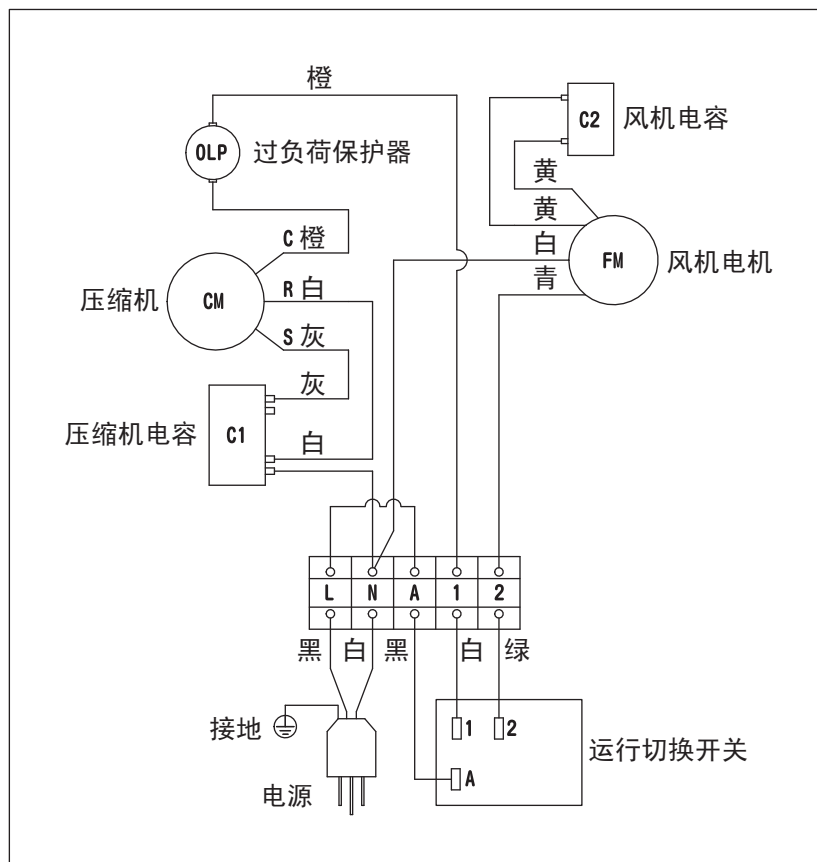 橙
C2 风机电容
OLP 过负荷保护器
黄
黄
C 橙
白
FM 风机电机
青
压缩机 CM
R 白
S 灰
灰
压缩机电容 C1
白
L N A 1 2
黑 白 黑 白 绿
接地
1 2
运行切换开关
A
电源